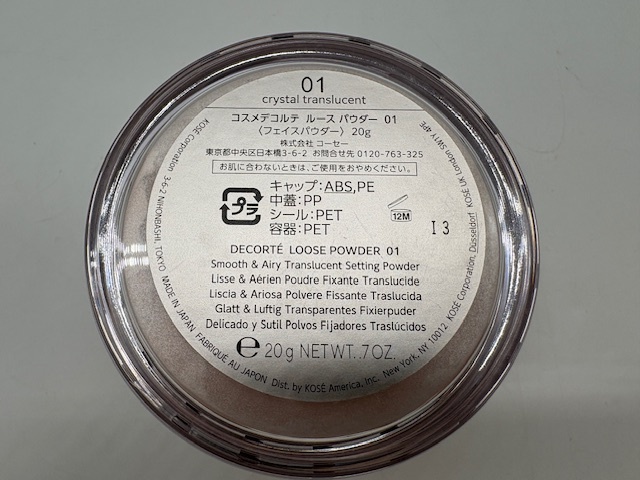 01
crystal translucent
コスメデコルテ ルース パウダー 01
〈フェイスパウダー〉 20g
株式会社 コーセー
東京都中央区日本橋3-6-2 お問合せ先 0120-763-325
お肌に合わないときは、ご使用をおやめください。
プラ
キャップ:ABS,PE
中蓋:PP
シール:PET
容器:PET
12M
I 3
DECORTÉ LOOSE POWDER 01
Smooth & Airy Translucent Setting Powder
Lisse & Aérien Poudre Fixante Translucide
Liscia & Ariosa Polvere Fissante Traslucida
Glatt & Luftig Transparentes Fixierpuder
Delicado y Sutil Polvos Fijadores Traslúcidos
℮ 20g NETWT. .7OZ.
KOSÉ Corporation 3-6-2 NIHONBASHI, TOKYO MADE IN JAPAN FABRIQUÉ AU JAPON Dist. by KOSÉ America, Inc. New York, NY 10012 KOSÉ Corporation, Düsseldorf KOSÉ UK London SW1Y 4PE